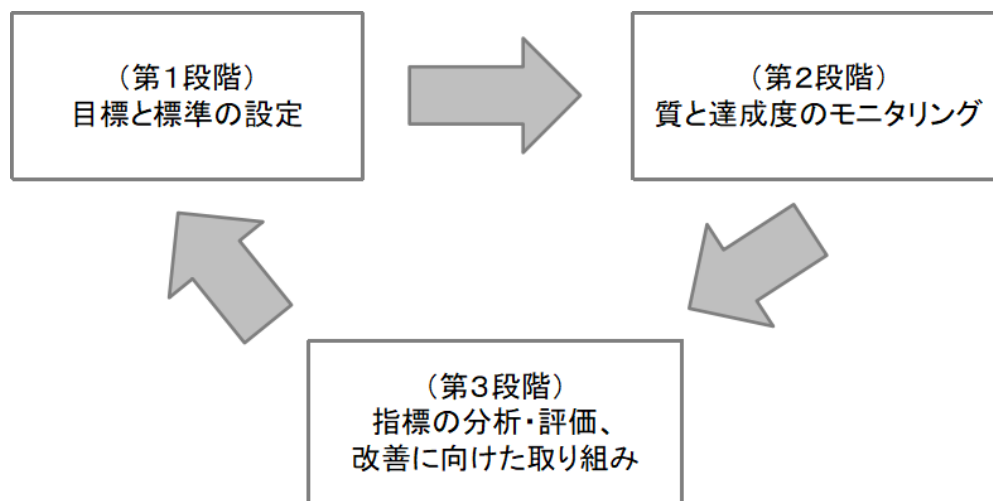 （第１段階）
目標と標準の設定
（第２段階）
質と達成度のモニタリング
（第３段階）
指標の分析・評価、
改善に向けた取り組み